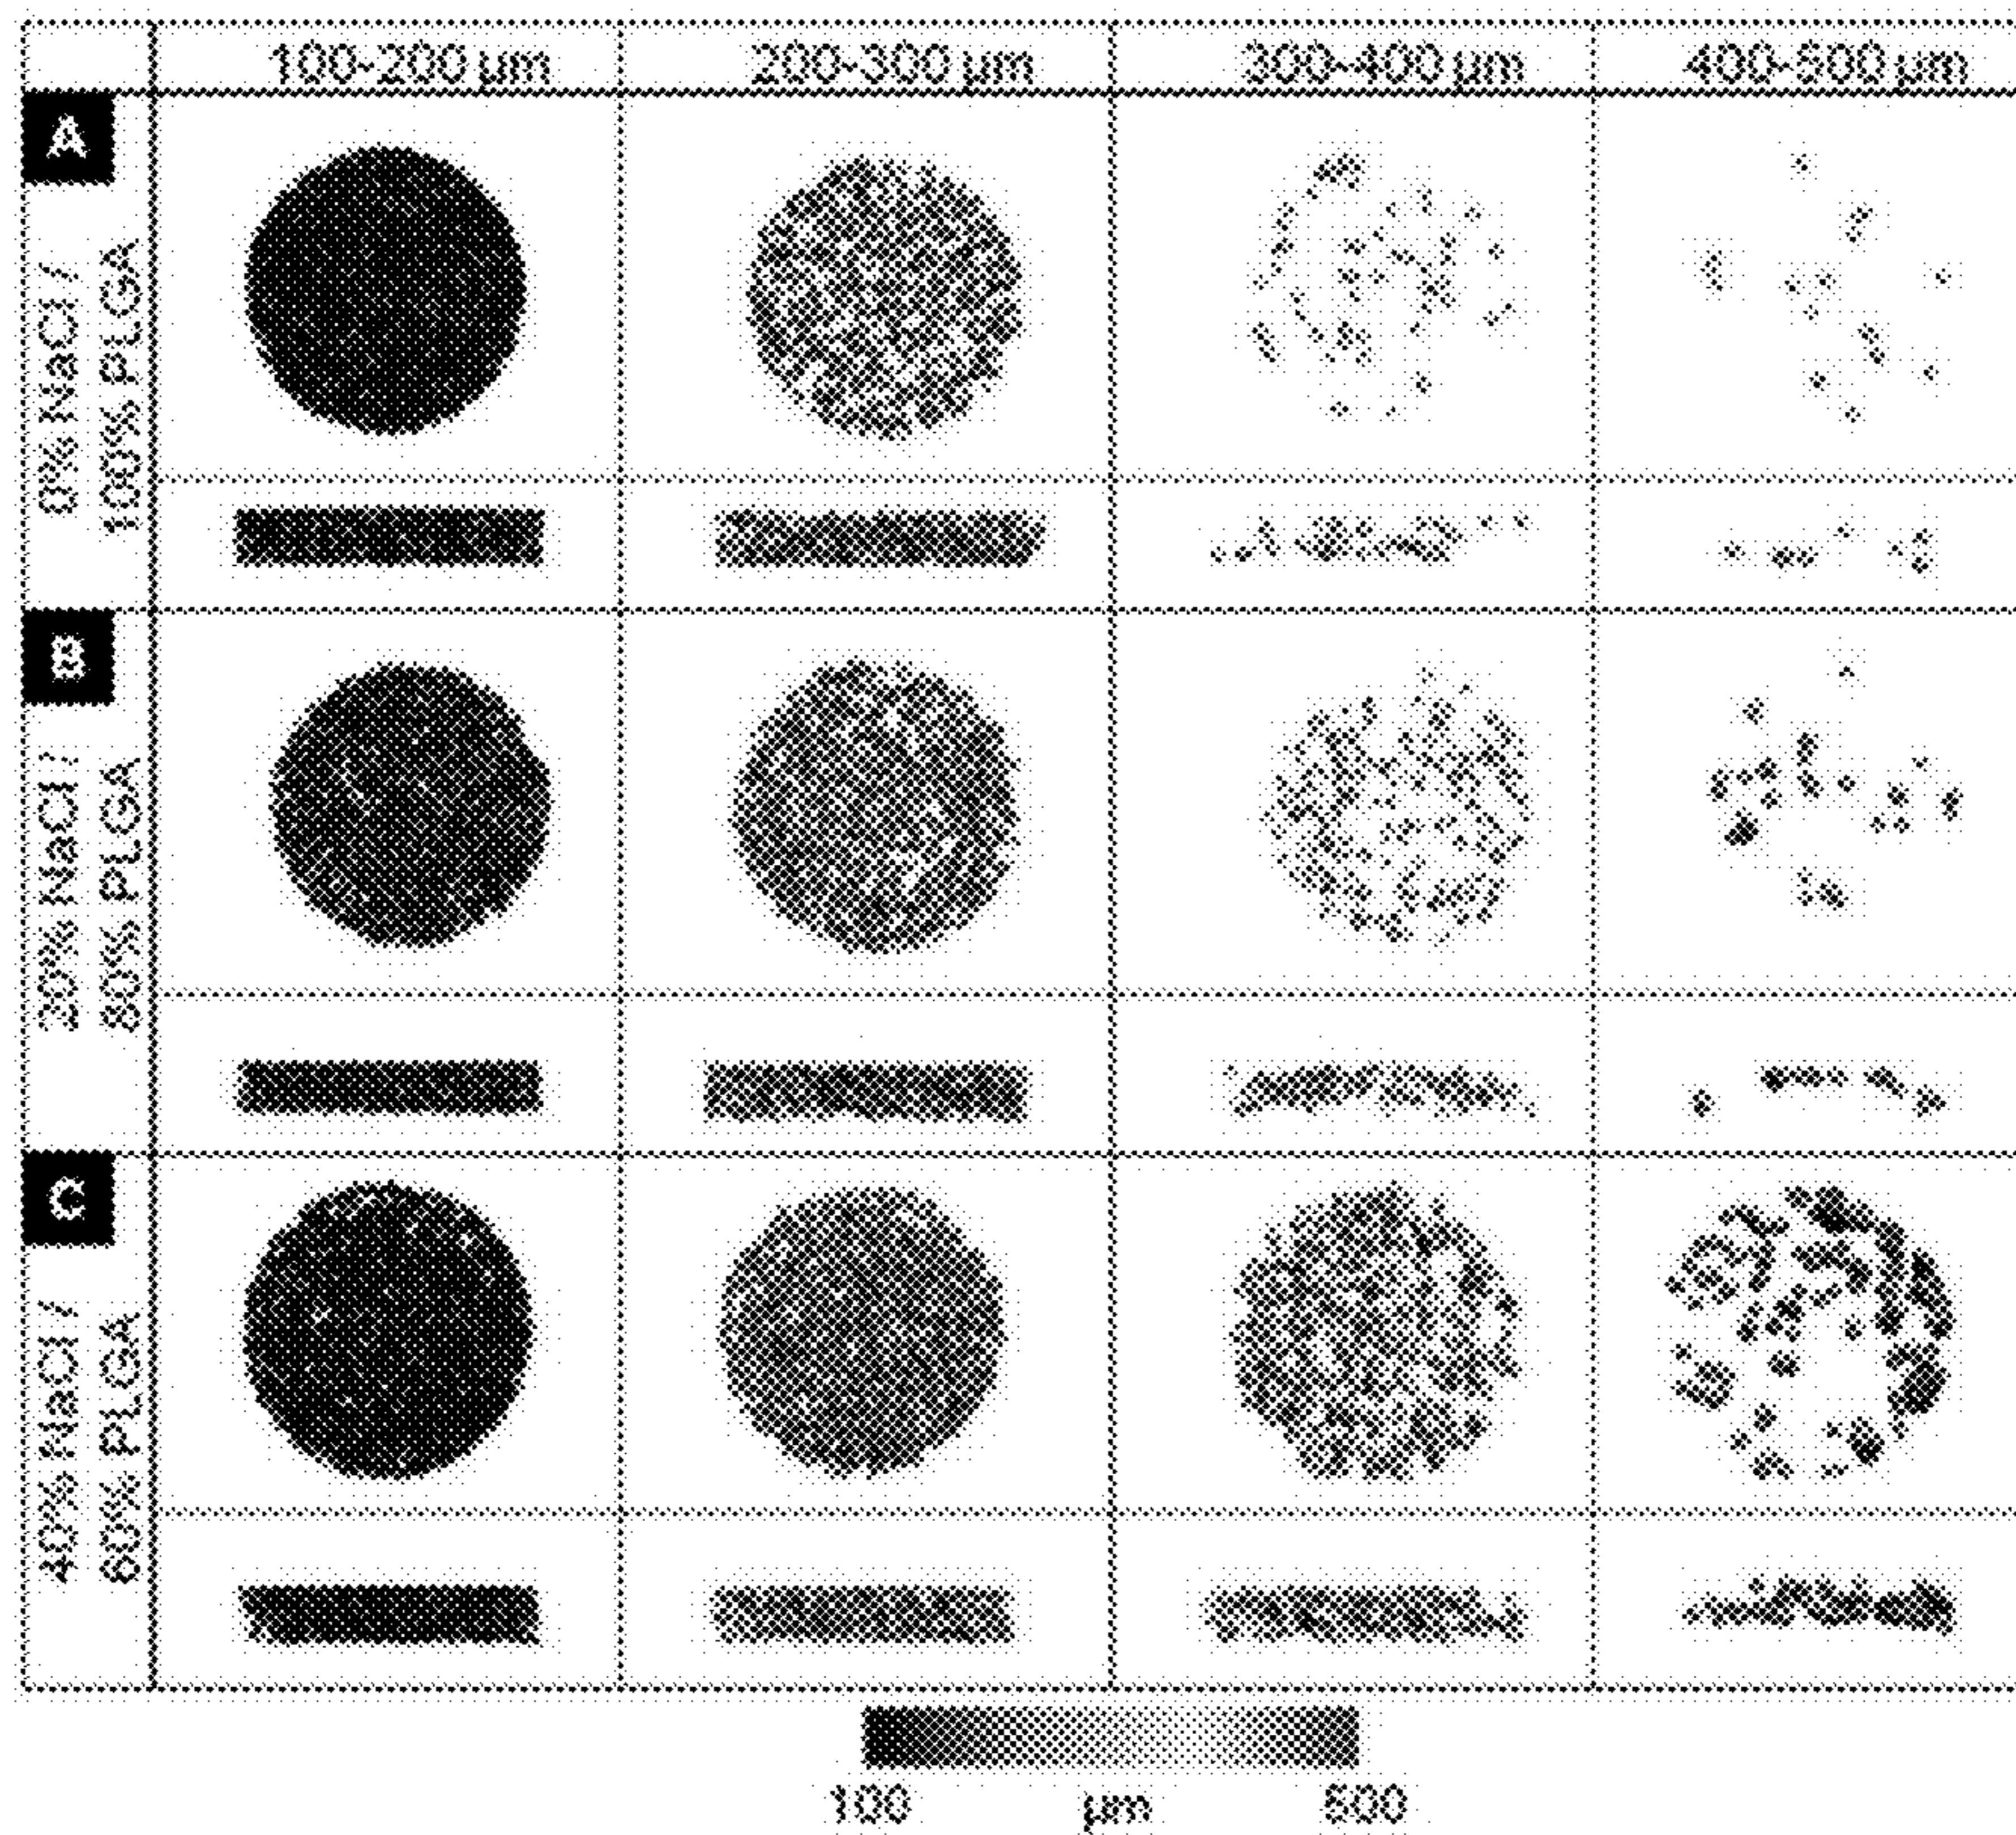 100-200 µm 200-300 µm 300-400 µm 400-500 µm
A
0% NaCl /
100% PLGA
B
20% NaCl /
80% PLGA
C
40% NaCl /
60% PLGA
100 µm 500